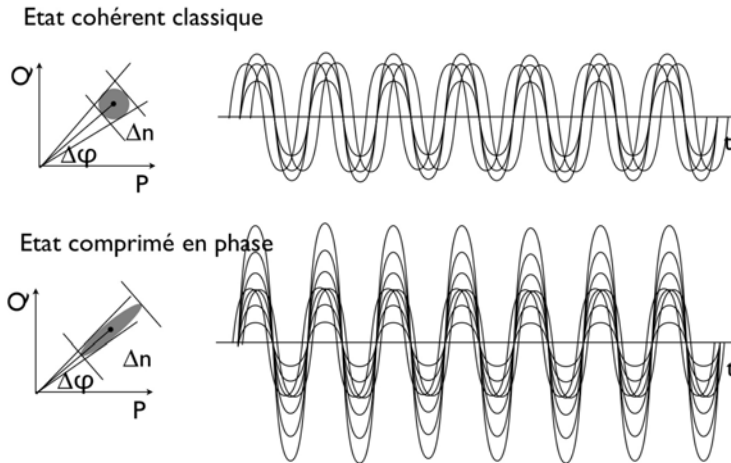 Etat cohérent classique
Q
Δn
Δφ
P
t
Etat comprimé en phase
Q
Δn
Δφ
P
t